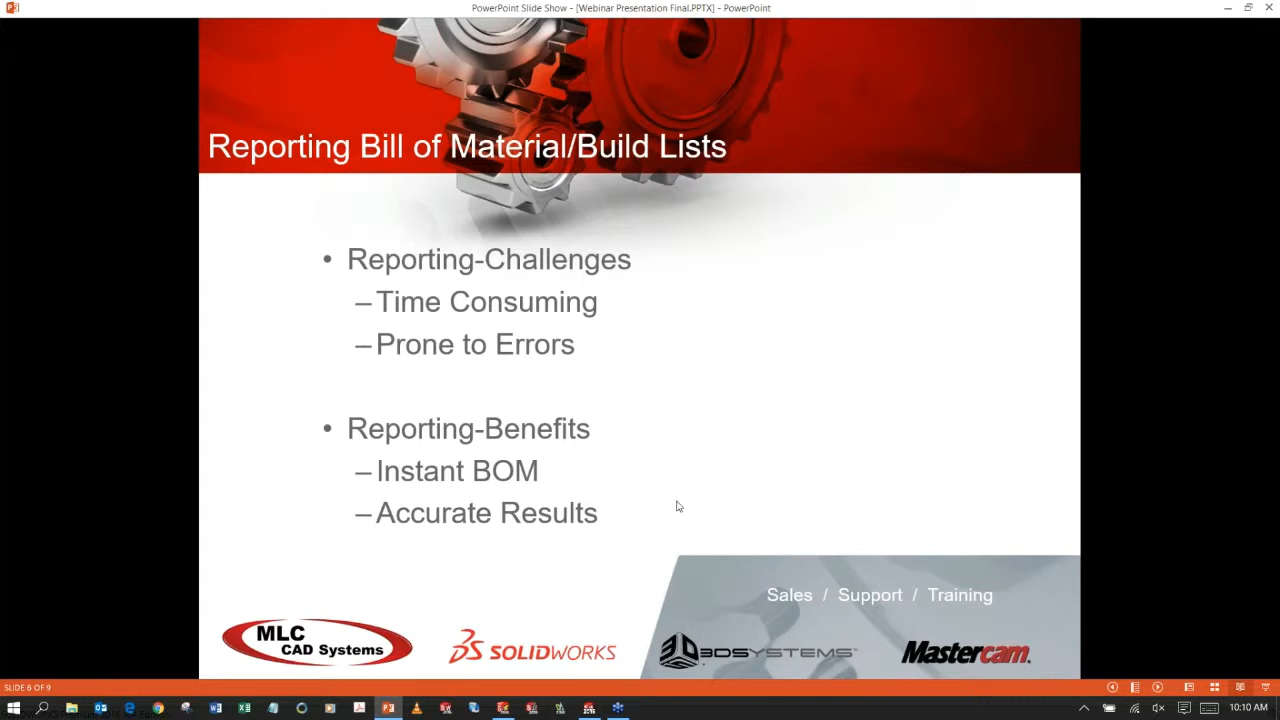 PowerPoint Slide Show - [Webinar Presentation Final.PPTX] - PowerPoint
Reporting Bill of Material/Build Lists
• Reporting-Challenges
– Time Consuming
– Prone to Errors
• Reporting-Benefits
– Instant BOM
– Accurate Results
Sales / Support / Training
MLC
CAD Systems
SOLIDWORKS
3DSYSTEMS
Mastercam
SLIDE 6 OF 9
10:10 AM